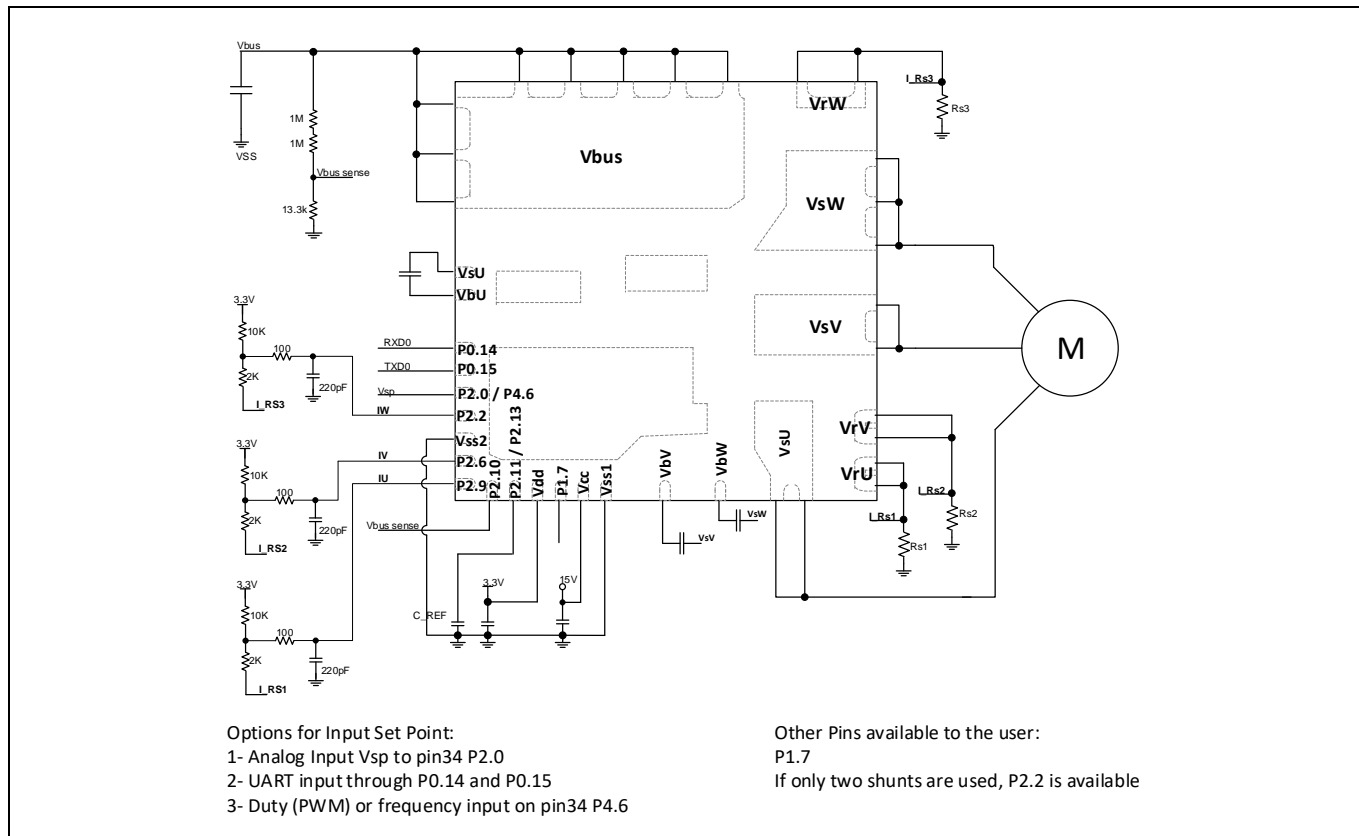 Vbus
I_Rs3
Rs3
VrW
1M
1M
VSS
Vbus
Vbus sense
VsW
13.3k
VsU
VbU
3.3V
10K
100
2K
220pF
I_RS3
RXD0
P0.14
TXD0
P0.15
Vsp
P2.0 / P4.6
IW
P2.2
Vss2
IV
P2.6
IU
P2.9
VsV
M
VrV
VrU
VsU
P2.10
P2.11 / P2.13
Vdd
P1.7
Vcc
Vss1
VbV
VbW
3.3V
10K
100
2K
220pF
I_RS2
Vbus sense
VsW
VsV
I_Rs2
I_Rs1
Rs2
Rs1
3.3V
15V
C_REF
3.3V
10K
100
2K
220pF
I_RS1
Options for Input Set Point:
1- Analog Input Vsp to pin34 P2.0
2- UART input through P0.14 and P0.15
3- Duty (PWM) or frequency input on pin34 P4.6
Other Pins available to the user:
P1.7
If only two shunts are used, P2.2 is available